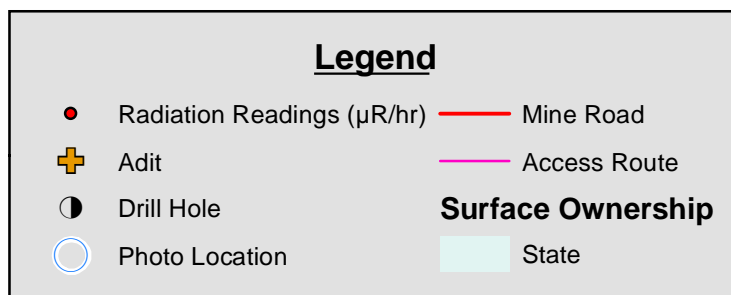 Legend
Radiation Readings (µR/hr)
Mine Road
Adit
Access Route
Drill Hole
Surface Ownership
Photo Location
State